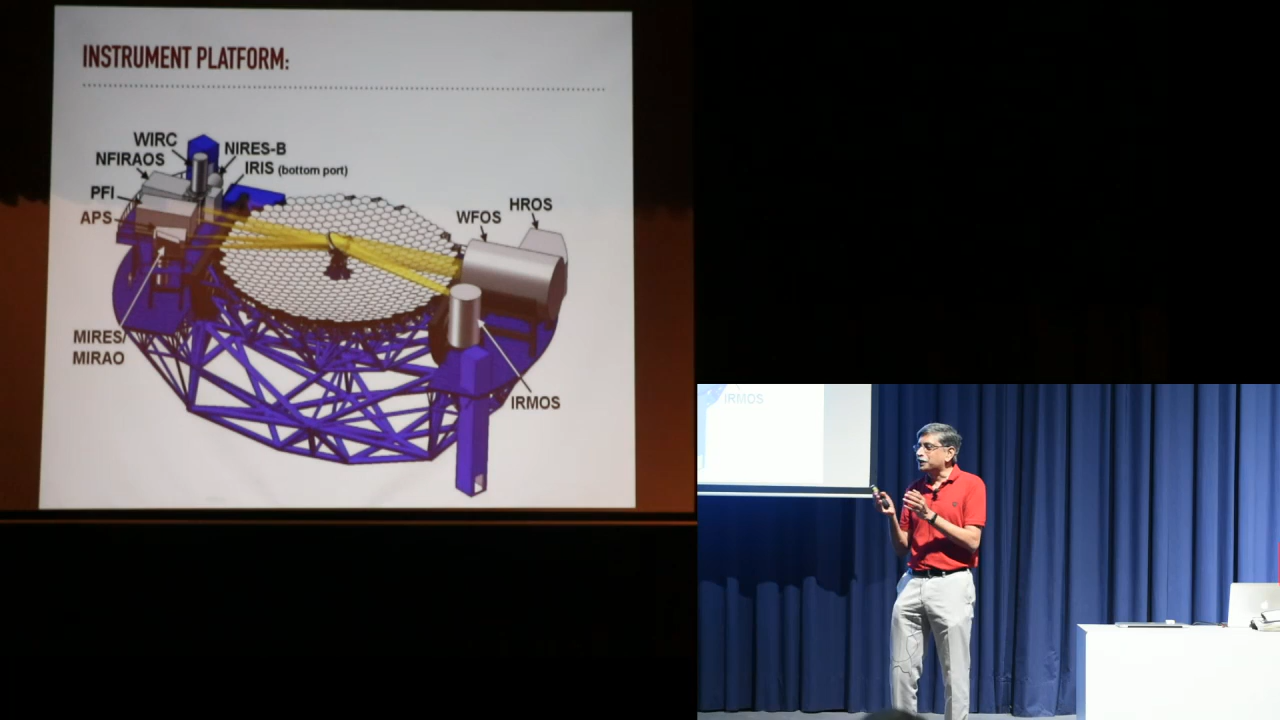 INSTRUMENT PLATFORM:
WIRC
NIRES-B
NFIRAOS
IRIS (bottom port)
PFI
APS
WFOS
HROS
MIRES/
MIRAO
IRMOS
IRMOS